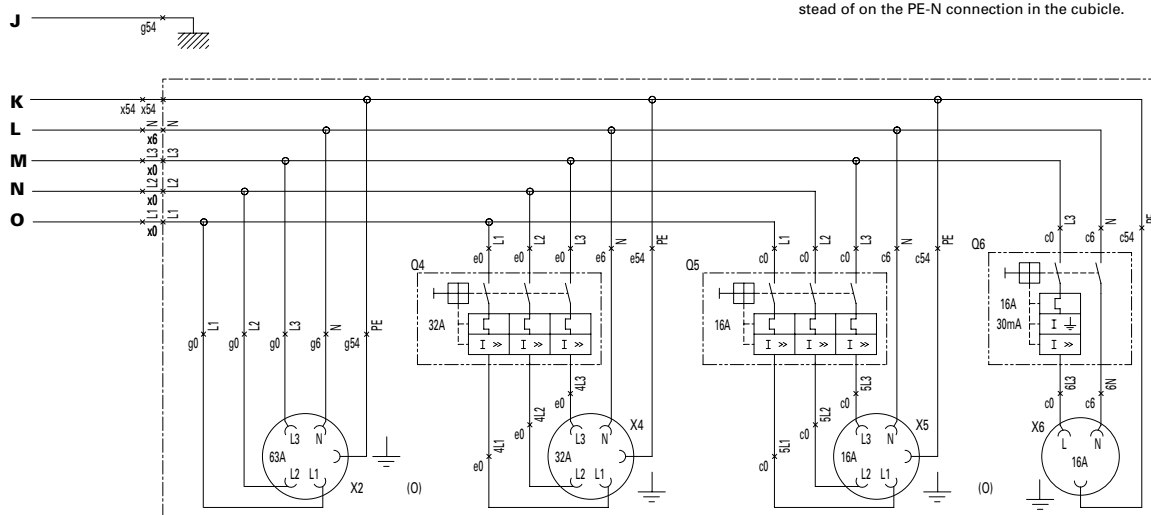 stead of on the PE-N connection in the cubicle.
J
g54
K
x54 x54
L
N N
x6
M
L3 L3
x0
N
L2 L2
x0
O
L1 L1
x0
L1 L2 L3 N PE
g0 g0 g0 g6 g54
L1 L2 L3 N PE
e0 e0 e0 e6 e54
Q4
32A
I >> I >> I >>
4L1 4L2 4L3
e0 e0 e0
L1 L2 L3 N PE
c0 c0 c0 c6 c54
Q5
16A
I >> I >> I >>
5L1 5L2 5L3
c0 c0 c0
L3 N PE
c0 c6 c54
Q6
16A
30mA
I
I >>
6L3 6N
c0 c6
L3 N
63A
L2 L1
X2
(O)
L3 N
32A
L2 L1
X4
L3 N
16A
L2 L1
X5
(O)
L N
16A
X6